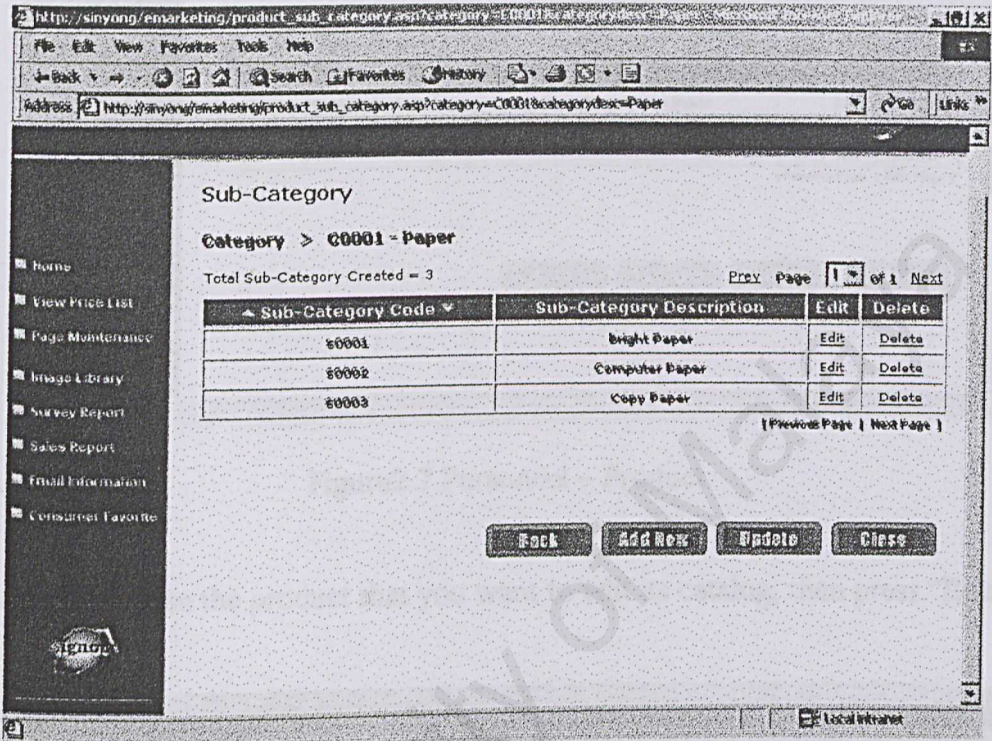 http://sinyong/emarketing/product_sub_category.asp?category=C0001&categorydesc=Paper
File Edit View Favorites Tools Help
Back Search Favorites History
Address http://sinyong/emarketing/product_sub_category.asp?category=C0001&categorydesc=Paper Go Links »
Sub-Category
Category > C0001 - Paper
Total Sub-Category Created = 3 Prev Page 1 of 1 Next
Sub-Category Code Sub-Category Description Edit Delete
S0001 Bright Paper Edit Delete
S0002 Computer Paper Edit Delete
S0003 Copy Paper Edit Delete
[ Previous Page | Next Page ]
Home
View Price List
Page Maintenance
Image Library
Survey Report
Sales Report
Email Information
Consumer Favorite
Back Add New Update Close
Local intranet
ty of Malaya